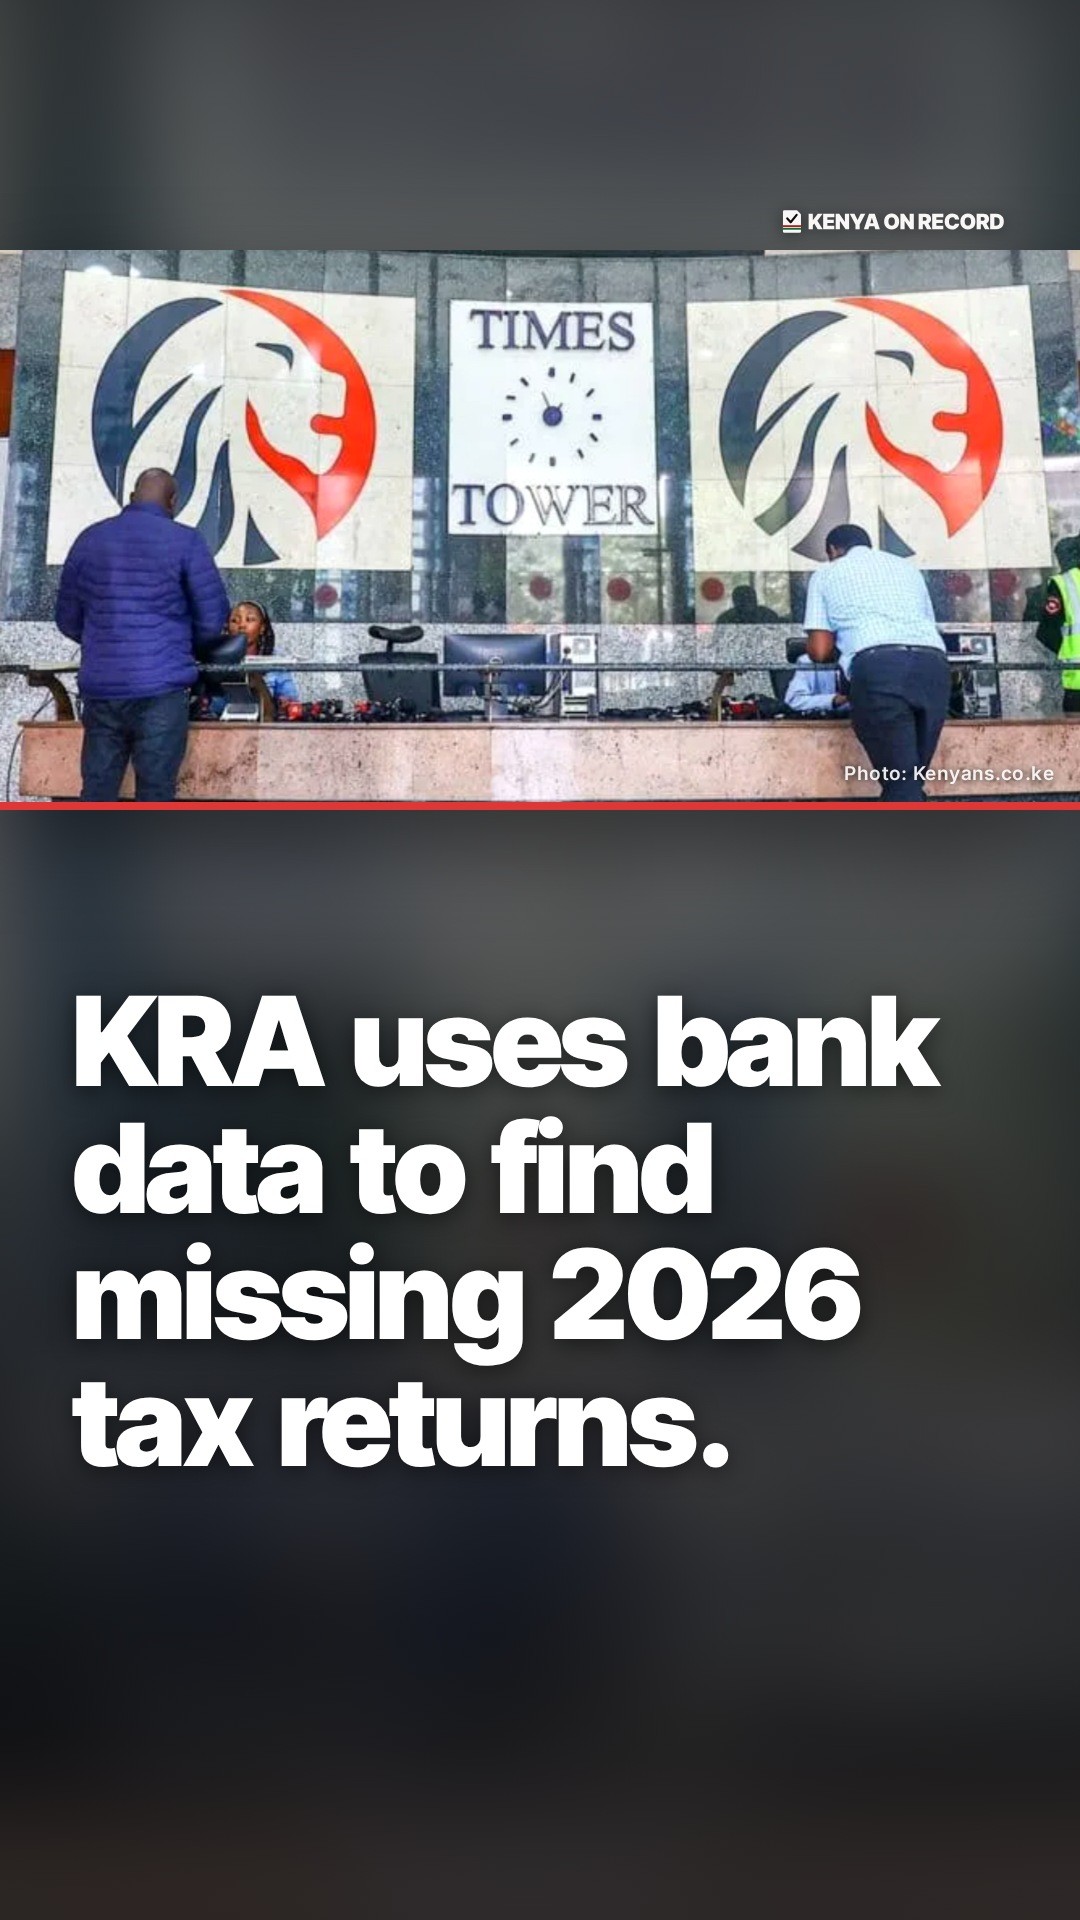 KENYA ON RECORD
TIMES
TOWER
Photo: Kenyans.co.ke
KRA uses bank
data to find
missing 2026
tax returns.